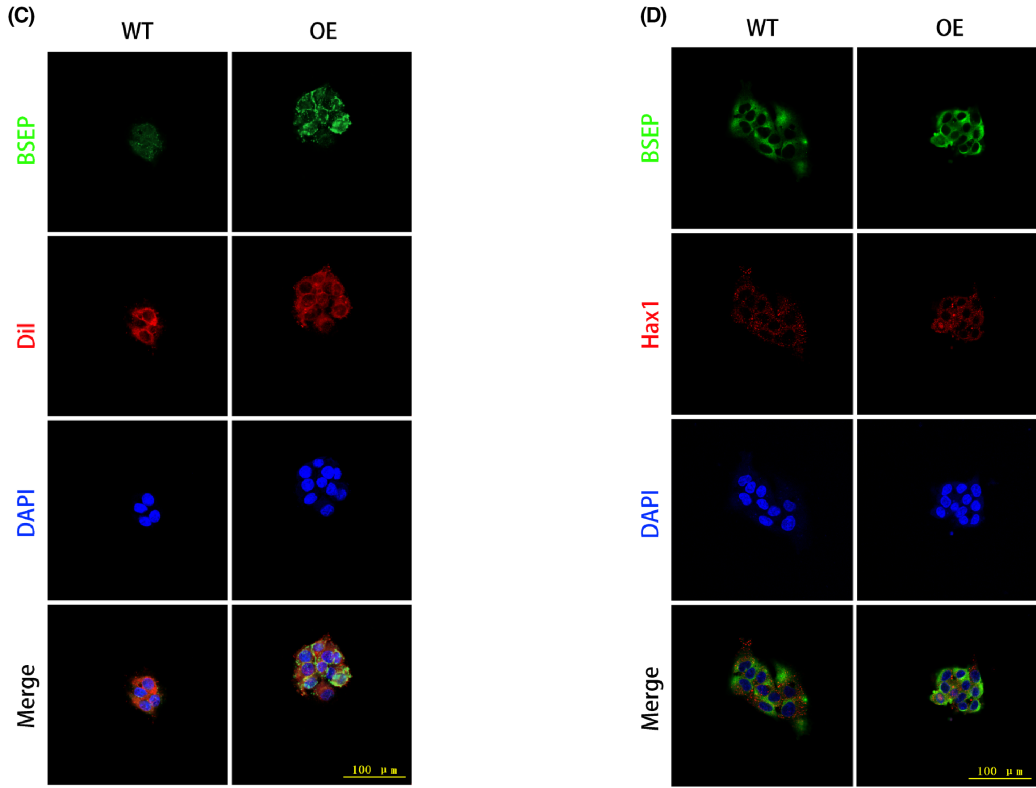 (C)
WT OE
BSEP
Dil
DAPI
Merge
100 μm
(D)
WT OE
BSEP
Hax1
DAPI
Merge
100 μm